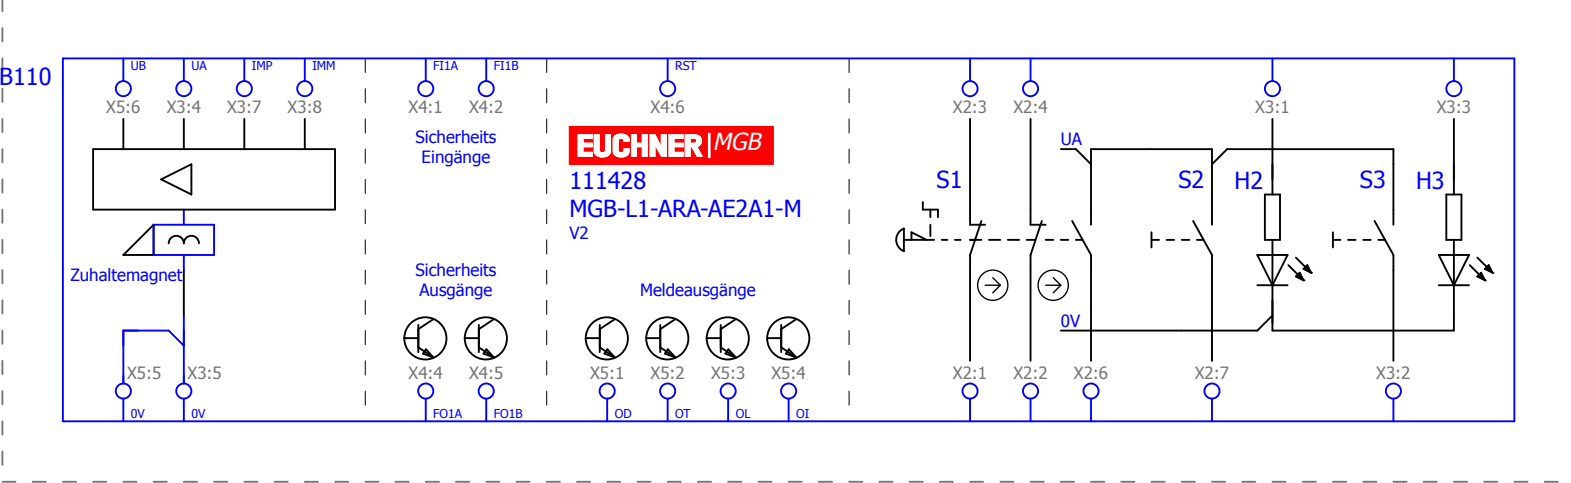 B110
UB UA IMP IMM FI1A FI1B RST
X5:6 X3:4 X3:7 X3:8 X4:1 X4:2 X4:6 X2:3 X2:4 X3:1 X3:3
Sicherheits
Eingänge
EUCHNER|MGB
UA
111428
S1 S2 H2 S3 H3
MGB-L1-ARA-AE2A1-M
V2
Zuhaltemagnet
Sicherheits
Ausgänge
Meldeausgänge
0V
X5:5 X3:5 X4:4 X4:5 X5:1 X5:2 X5:3 X5:4 X2:1 X2:2 X2:6 X2:7 X3:2
0V 0V FO1A FO1B OD OT OL OI